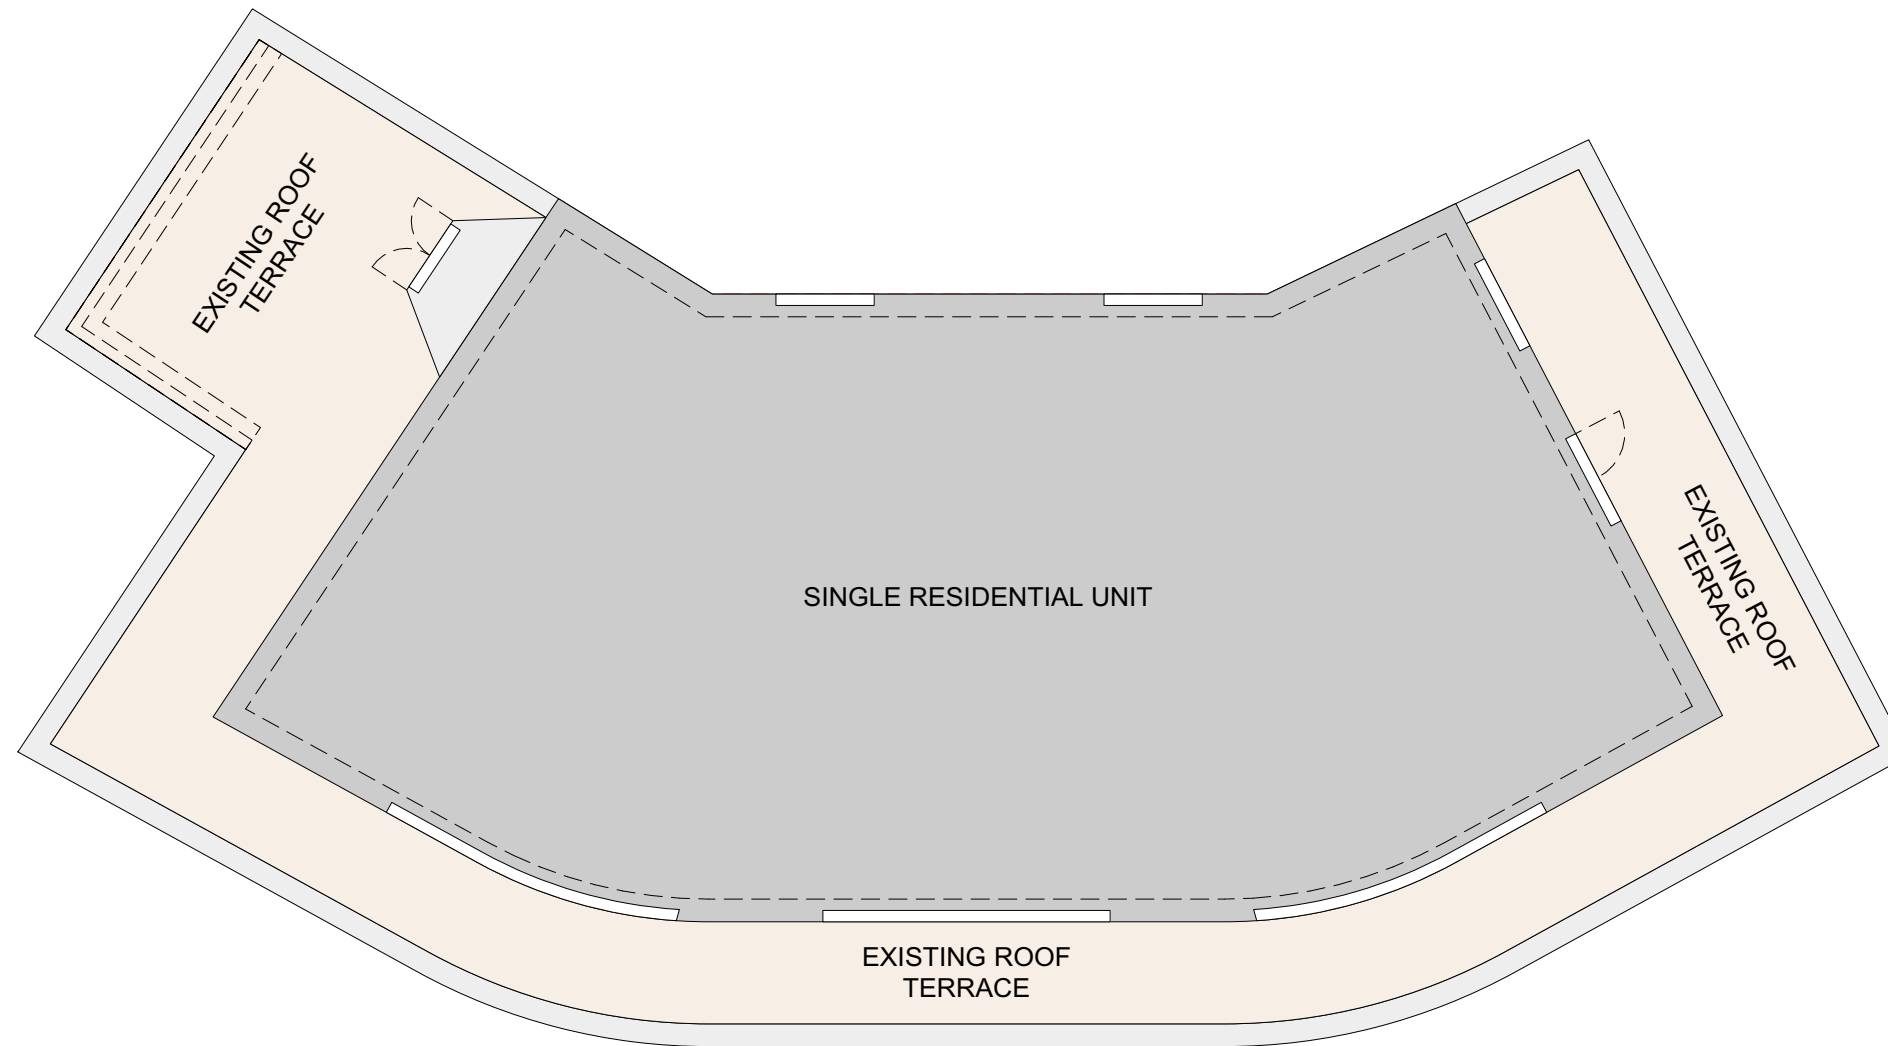 EXISTING ROOF
TERRACE
SINGLE RESIDENTIAL UNIT
EXISTING ROOF
TERRACE
EXISTING ROOF
TERRACE